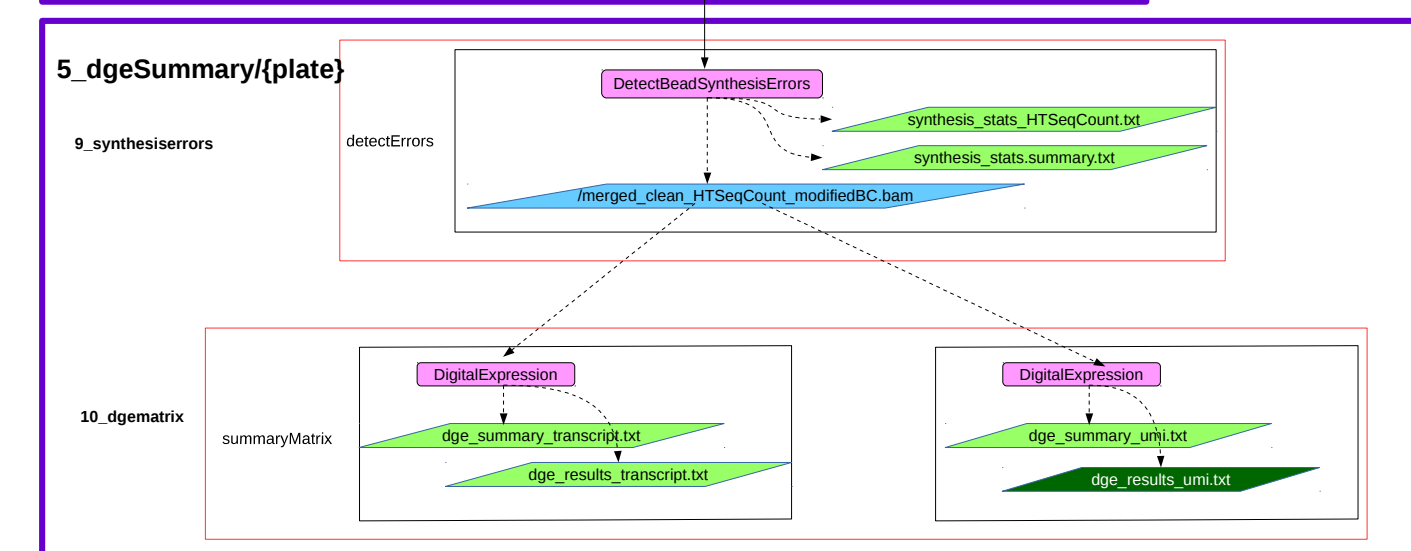 5_dgeSummary/{plate}
DetectBeadSynthesisErrors
synthesis_stats_HTSeqCount.txt
9_synthesiserrors
detectErrors
synthesis_stats.summary.txt
/merged_clean_HTSeqCount_modifiedBC.bam
DigitalExpression
DigitalExpression
10_dgematrix
summaryMatrix
dge_summary_transcript.txt
dge_summary_umi.txt
dge_results_transcript.txt
dge_results_umi.txt